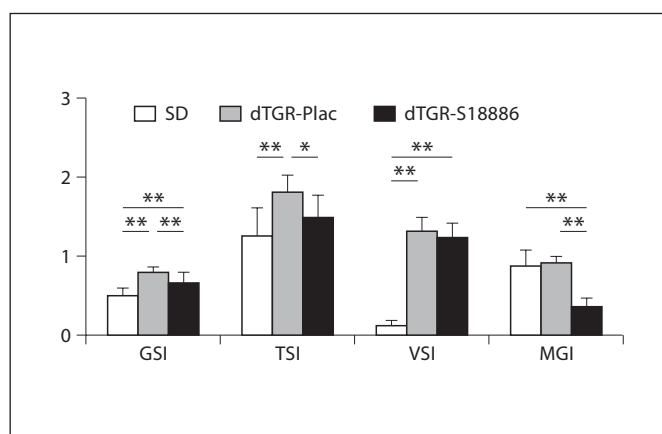 3
SD dTGR-Plac dTGR-S18886
** * **
** **
2
** ** ** **
1
0
GSI TSI VSI MGI